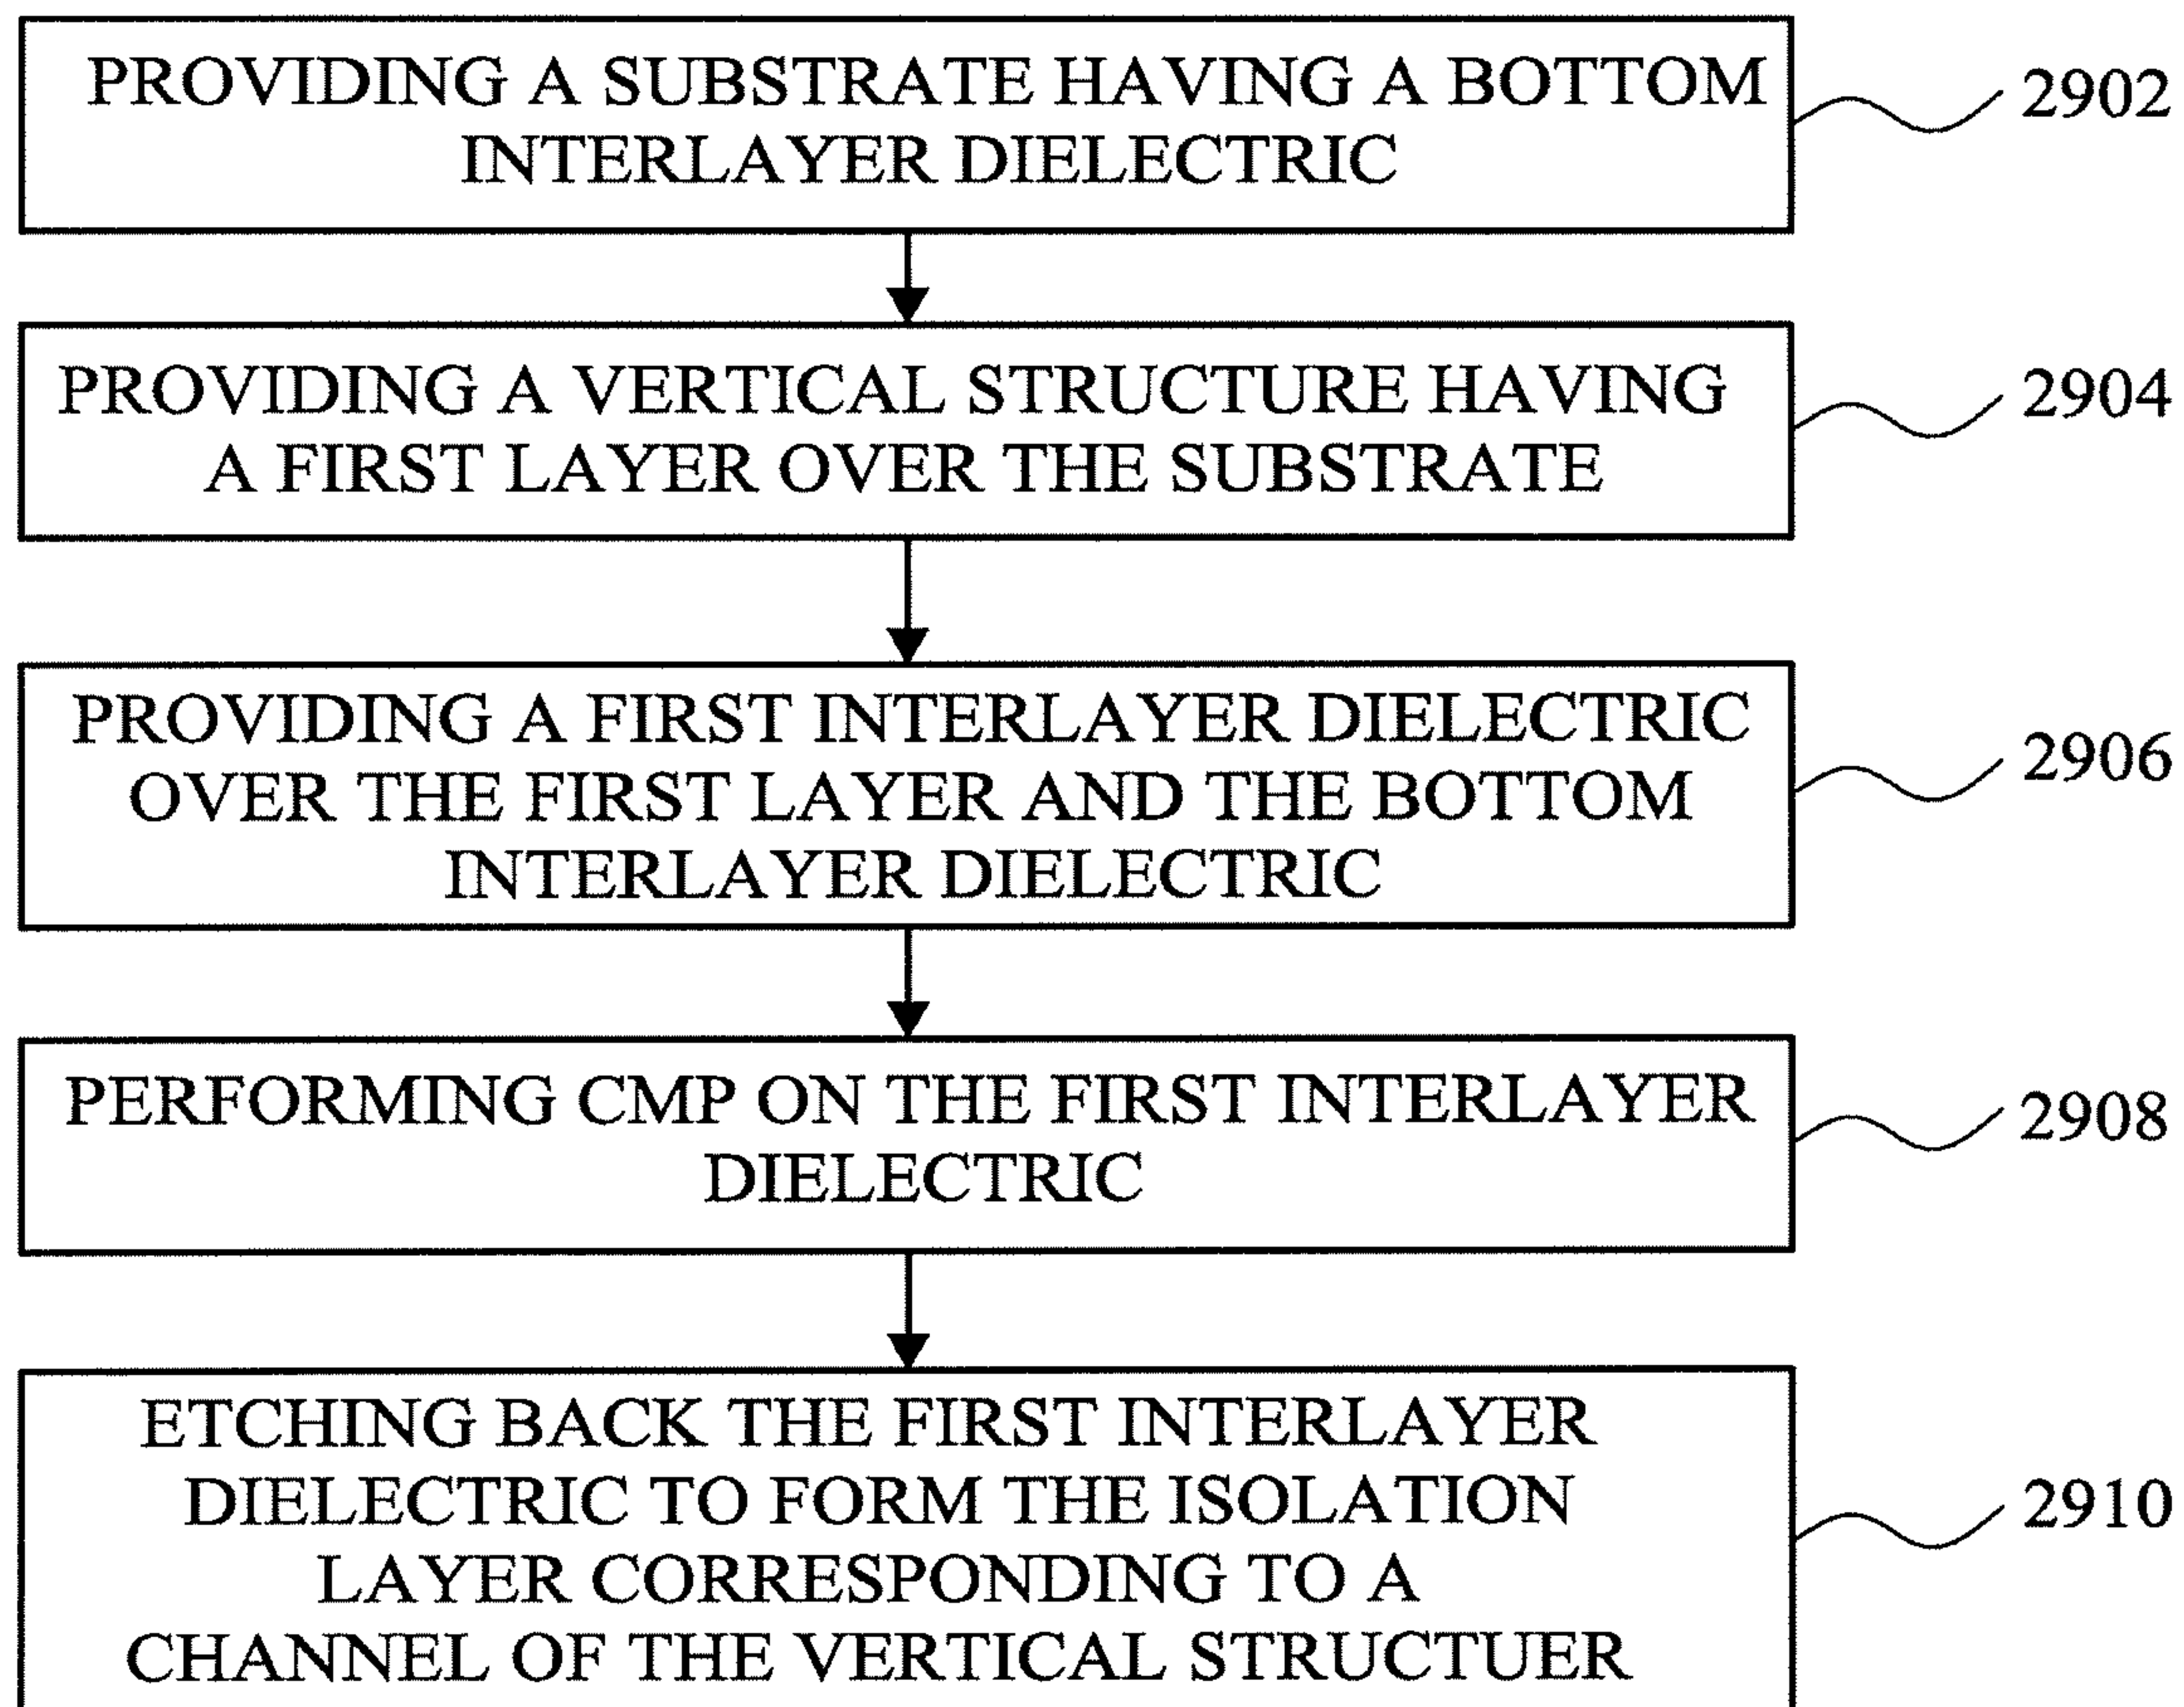 PROVIDING A SUBSTRATE HAVING A BOTTOM
INTERLAYER DIELECTRIC
2902
PROVIDING A VERTICAL STRUCTURE HAVING
A FIRST LAYER OVER THE SUBSTRATE
2904
PROVIDING A FIRST INTERLAYER DIELECTRIC
OVER THE FIRST LAYER AND THE BOTTOM
INTERLAYER DIELECTRIC
2906
PERFORMING CMP ON THE FIRST INTERLAYER
DIELECTRIC
2908
ETCHING BACK THE FIRST INTERLAYER
DIELECTRIC TO FORM THE ISOLATION
LAYER CORRESPONDING TO A
CHANNEL OF THE VERTICAL STRUCTUER
2910